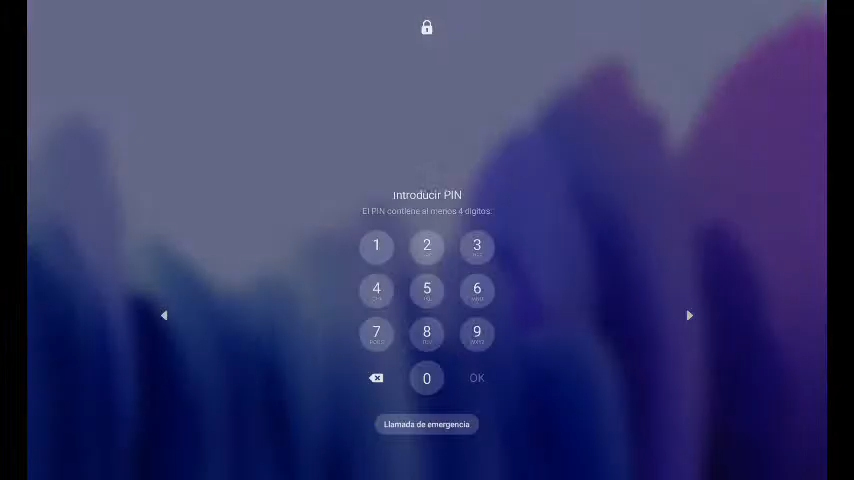 Introducir PIN
El PIN contiene al menos 4 dígitos.
1 2 3
4 5 6
7 8 9
0 OK
Llamada de emergencia